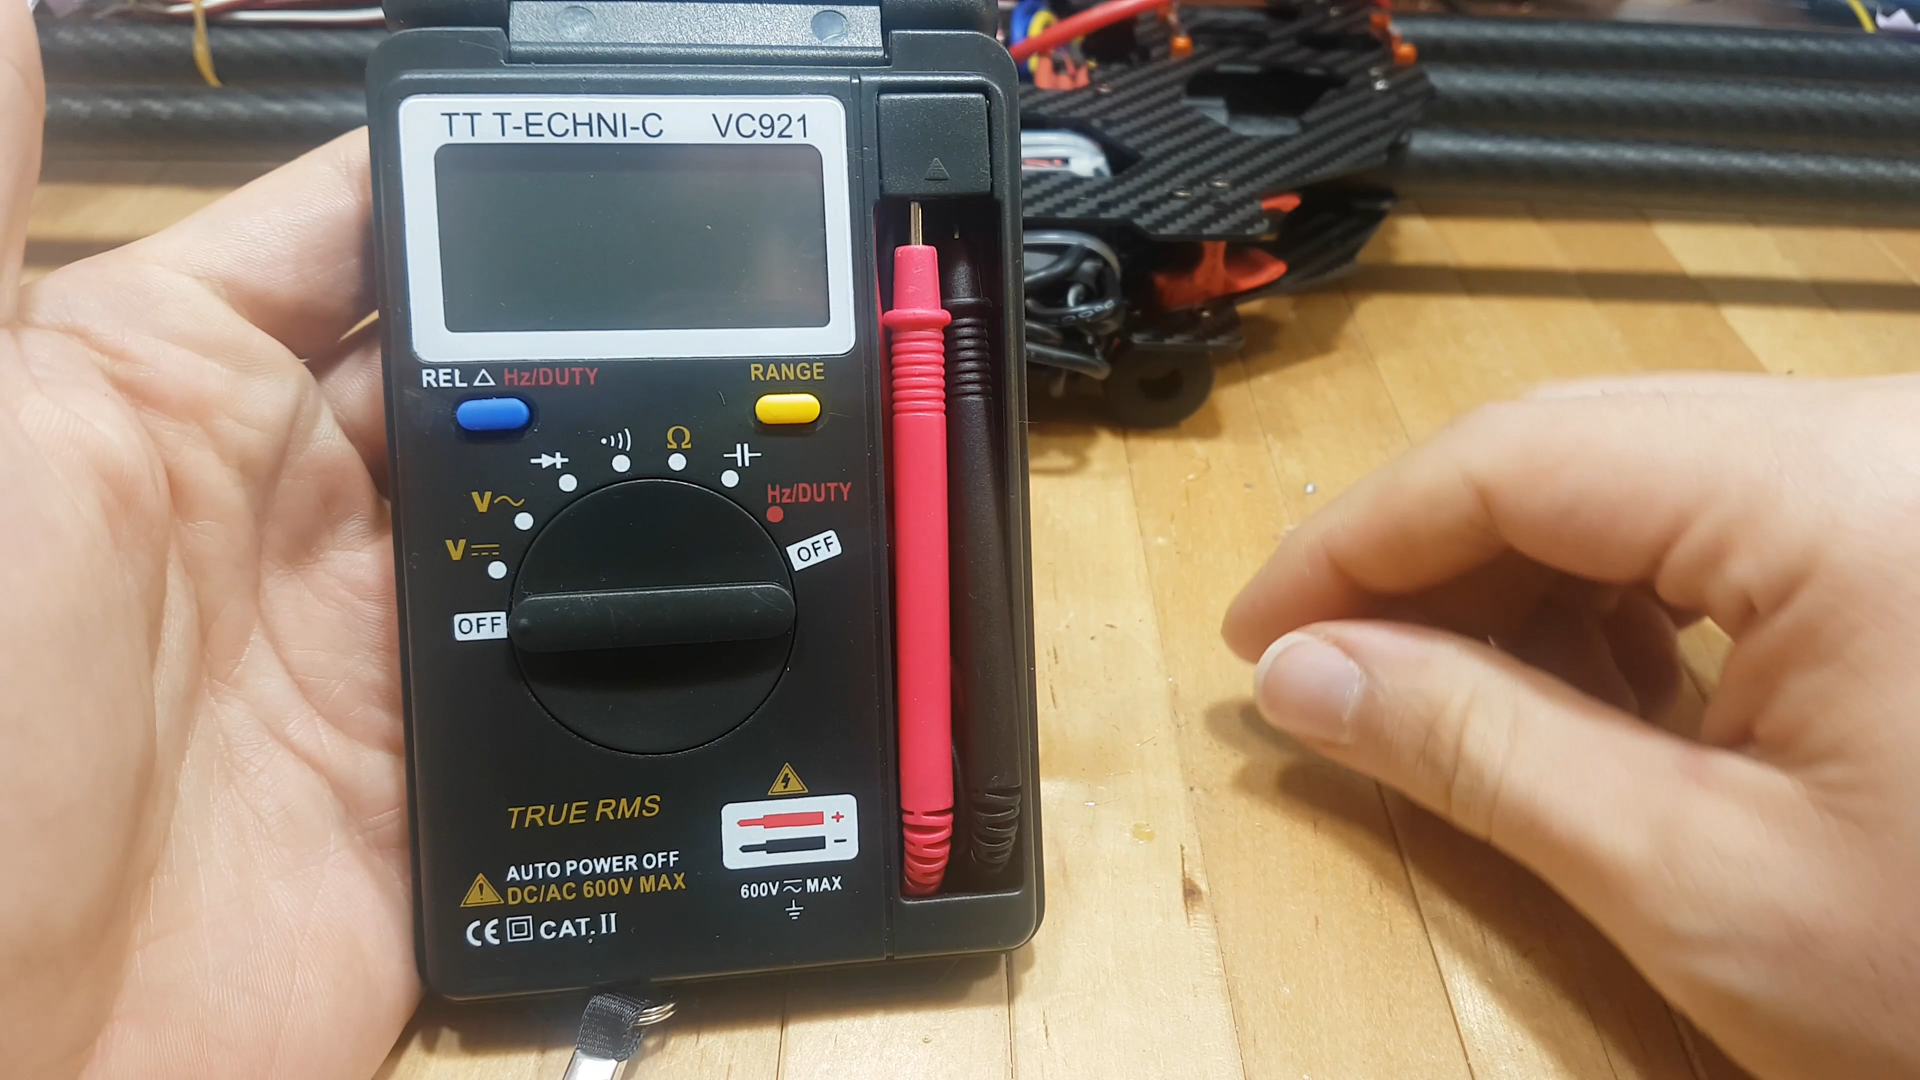 TT T-ECHNI-C VC921
REL △ Hz/DUTY
RANGE
Ω
V~
Hz/DUTY
V⎓
OFF
OFF
TRUE RMS
+
-
AUTO POWER OFF
DC/AC 600V MAX
600V⎓~MAX
CE CAT. II